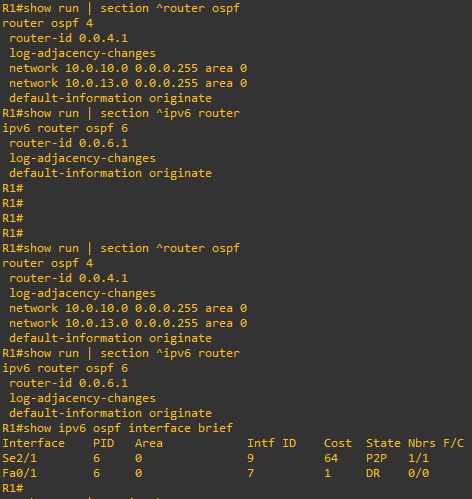 R1#show run | section ^router ospf
router ospf 4
 router-id 0.0.4.1
 log-adjacency-changes
 network 10.0.10.0 0.0.0.255 area 0
 network 10.0.13.0 0.0.0.255 area 0
 default-information originate
R1#show run | section ^ipv6 router
ipv6 router ospf 6
 router-id 0.0.6.1
 log-adjacency-changes
 default-information originate
R1#
R1#
R1#
R1#
R1#show run | section ^router ospf
router ospf 4
 router-id 0.0.4.1
 log-adjacency-changes
 network 10.0.10.0 0.0.0.255 area 0
 network 10.0.13.0 0.0.0.255 area 0
 default-information originate
R1#show run | section ^ipv6 router
ipv6 router ospf 6
 router-id 0.0.6.1
 log-adjacency-changes
 default-information originate
R1#show ipv6 ospf interface brief
Interface    PID   Area            Intf ID    Cost  State Nbrs F/C
Se2/1        6     0               9          64    P2P   1/1
Fa0/1        6     0               7          1     DR    0/0
R1#